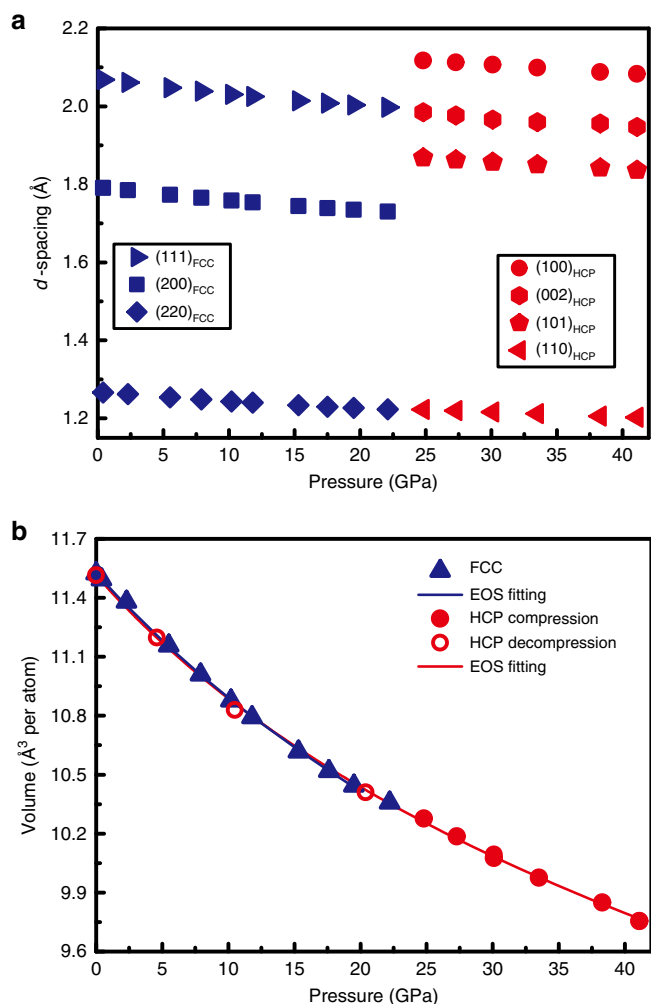 a
2.2
2.0
1.8
1.6
1.4
1.2
d-spacing (Å)
(111)FCC
(200)FCC
(220)FCC
(100)HCP
(002)HCP
(101)HCP
(110)HCP
0 5 10 15 20 25 30 35 40
Pressure (GPa)
b
11.7
11.4
11.1
10.8
10.5
10.2
9.9
9.6
Volume (Å3 per atom)
FCC
EOS fitting
HCP compression
HCP decompression
EOS fitting
0 5 10 15 20 25 30 35 40
Pressure (GPa)